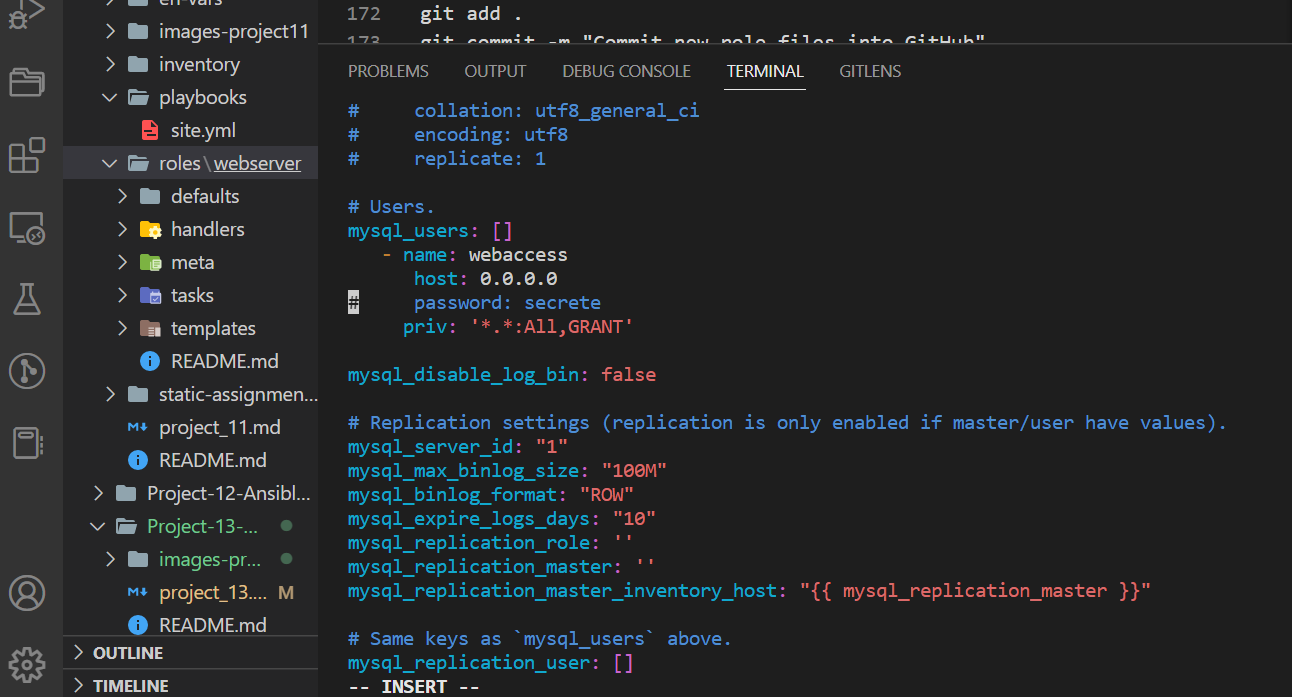 en-vars
images-project11
inventory
playbooks
site.yml
roles\webserver
defaults
handlers
meta
tasks
templates
README.md
static-assignmen...
project_11.md
README.md
Project-12-Ansibl...
Project-13-...
images-pr...
project_13.... M
README.md
OUTLINE
TIMELINE
172 git add .
173 git commit -m "Commit new role files into GitHub"
PROBLEMS OUTPUT DEBUG CONSOLE TERMINAL GITLENS
# collation: utf8_general_ci
# encoding: utf8
# replicate: 1
# Users.
mysql_users: []
- name: webaccess
host: 0.0.0.0
# password: secrete
priv: '*.*:All,GRANT'
mysql_disable_log_bin: false
# Replication settings (replication is only enabled if master/user have values).
mysql_server_id: "1"
mysql_max_binlog_size: "100M"
mysql_binlog_format: "ROW"
mysql_expire_logs_days: "10"
mysql_replication_role: ''
mysql_replication_master: ''
mysql_replication_master_inventory_host: "{{ mysql_replication_master }}"
# Same keys as `mysql_users` above.
mysql_replication_user: []
-- INSERT --